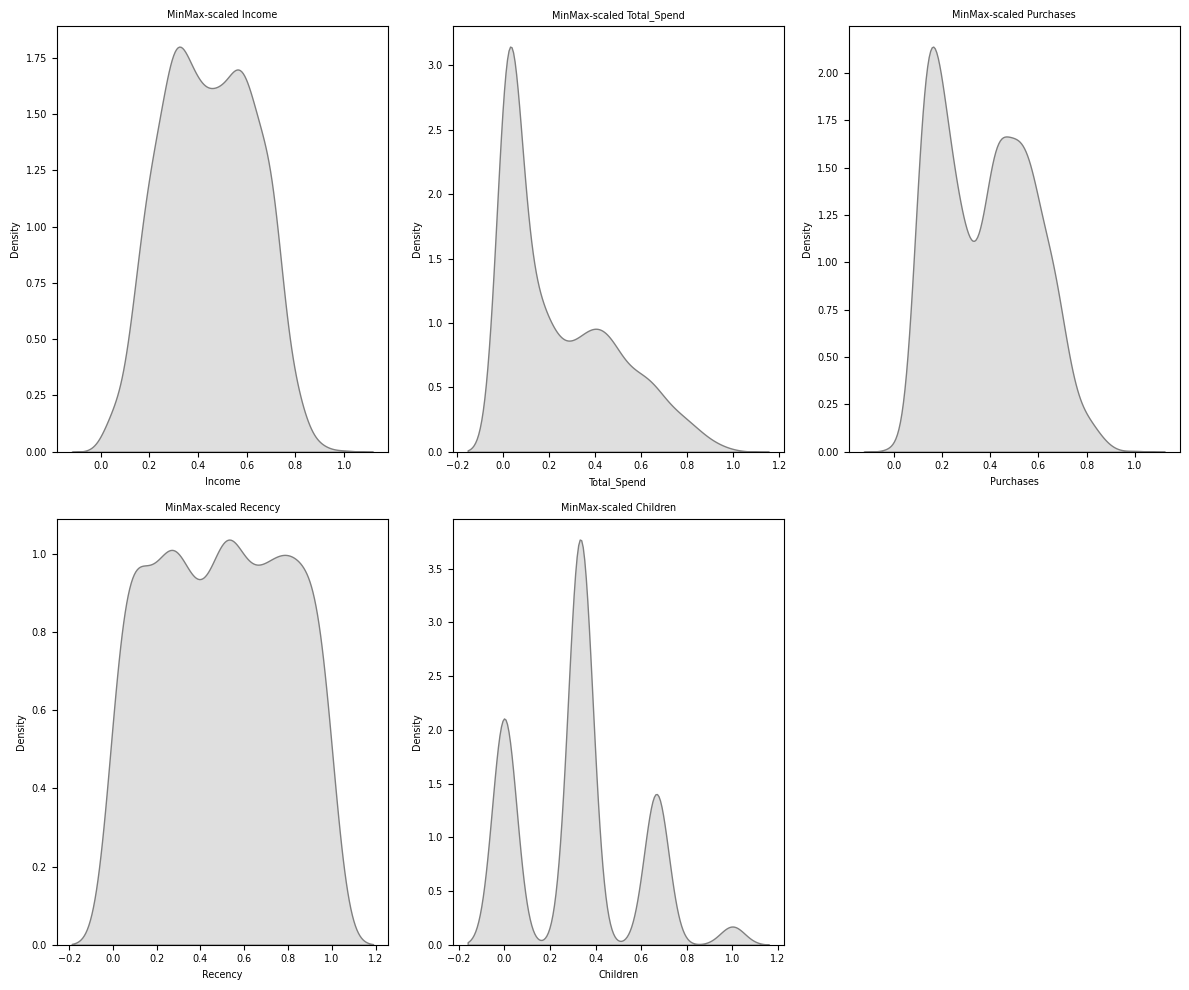 MinMax-scaled Income
MinMax-scaled Total_Spend
MinMax-scaled Purchases
1.75
1.50
1.25
1.00
0.75
0.50
0.25
0.00
Density
0.0 0.2 0.4 0.6 0.8 1.0
Income
3.0
2.5
2.0
1.5
1.0
0.5
0.0
Density
−0.2 0.0 0.2 0.4 0.6 0.8 1.0 1.2
Total_Spend
2.00
1.75
1.50
1.25
1.00
0.75
0.50
0.25
0.00
Density
0.0 0.2 0.4 0.6 0.8 1.0
Purchases
MinMax-scaled Recency
MinMax-scaled Children
1.0
0.8
0.6
0.4
0.2
0.0
Density
−0.2 0.0 0.2 0.4 0.6 0.8 1.0 1.2
Recency
3.5
3.0
2.5
2.0
1.5
1.0
0.5
0.0
Density
−0.2 0.0 0.2 0.4 0.6 0.8 1.0 1.2
Children